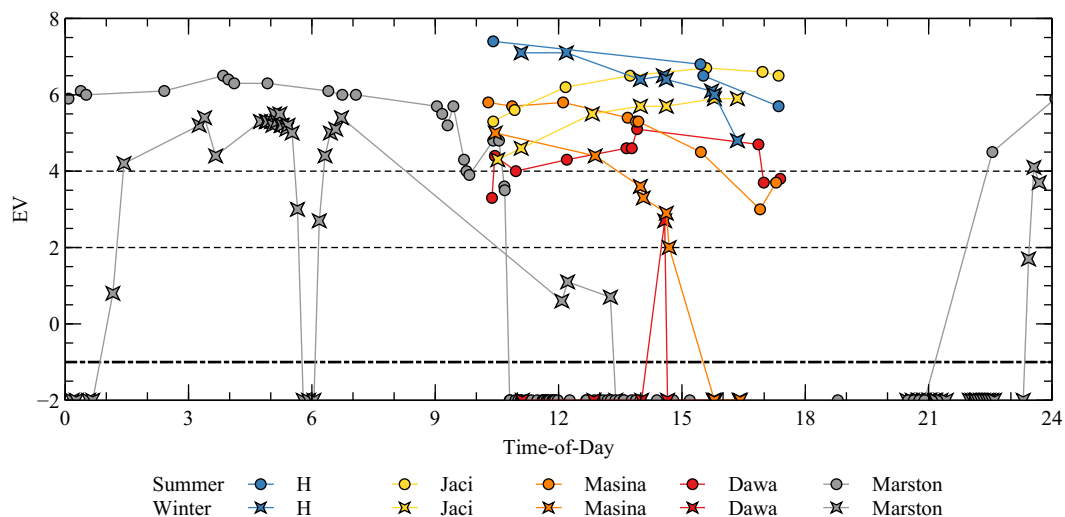 8
6
4
2
0
−2
EV
0 3 6 9 12 15 18 21 24
Time-of-Day
Summer H Jaci Masina Dawa Marston
Winter H Jaci Masina Dawa Marston